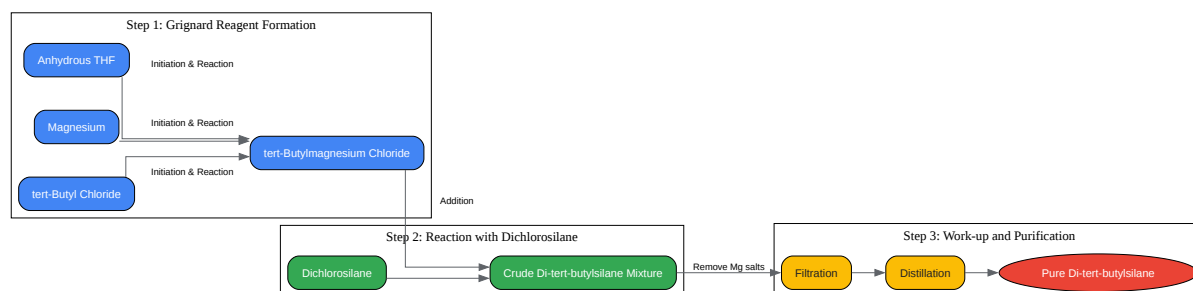 Step 1: Grignard Reagent Formation
Anhydrous THF
Initiation & Reaction
Magnesium
Initiation & Reaction
tert-Butylmagnesium Chloride
tert-Butyl Chloride
Initiation & Reaction
Addition
Step 2: Reaction with Dichlorosilane
Dichlorosilane
Crude Di-tert-butylsilane Mixture
Remove Mg salts
Step 3: Work-up and Purification
Filtration
Distillation
Pure Di-tert-butylsilane